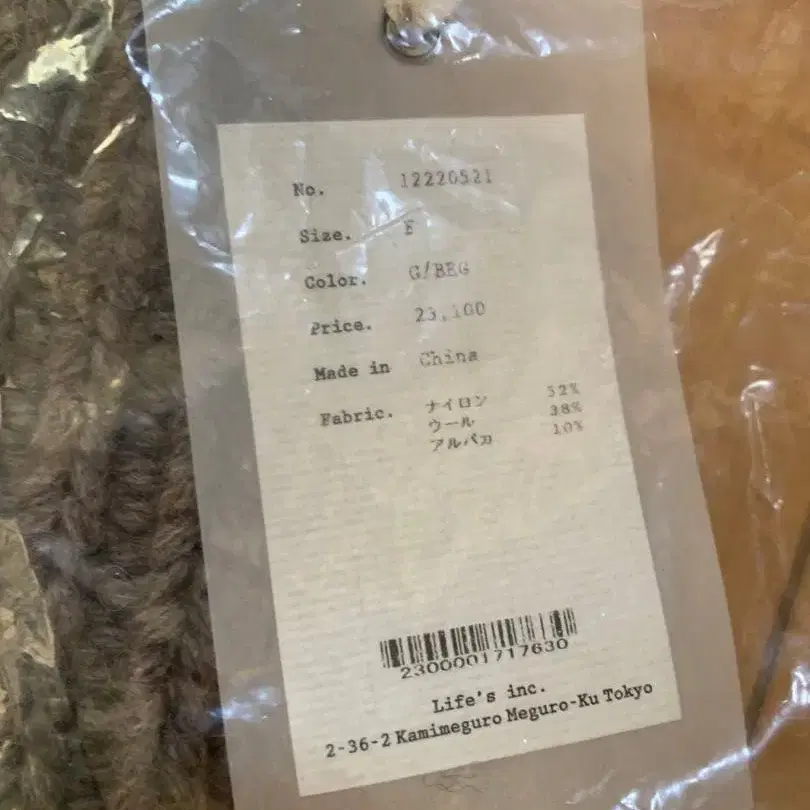 No. 12220521
Size. F
Color. G/BEG
Price. 23,100
Made in China
Fabric. ナイロン 52%
ウール 38%
アルパカ 10%
2300001717630
Life's inc.
2-36-2 Kamimeguro Meguro-Ku Tokyo